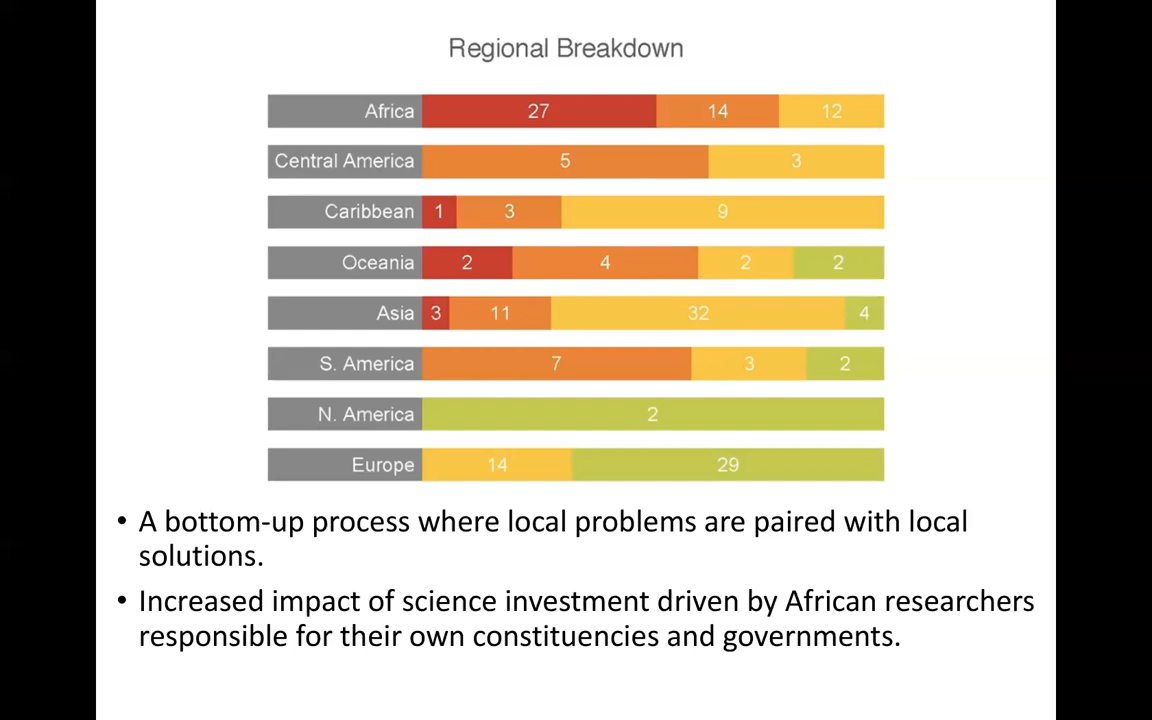 Regional Breakdown
Africa 27 14 12
Central America 5 3
Caribbean 1 3 9
Oceania 2 4 2 2
Asia 3 11 32 4
S. America 7 3 2
N. America 2
Europe 14 29
• A bottom-up process where local problems are paired with local
solutions.
• Increased impact of science investment driven by African researchers
responsible for their own constituencies and governments.